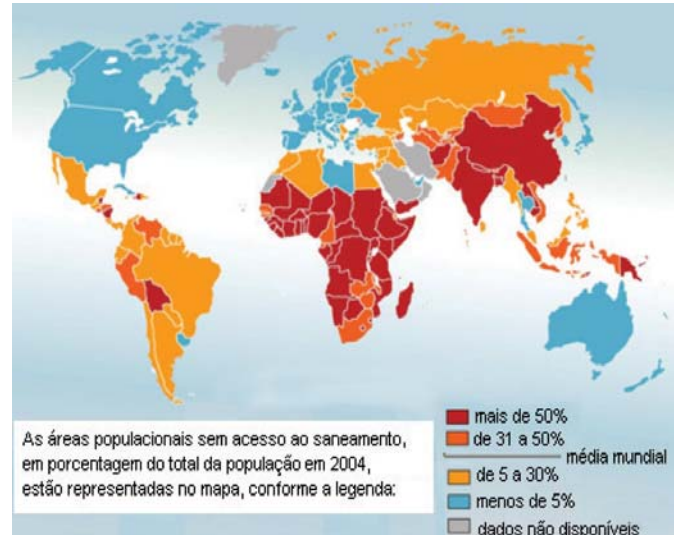 As áreas populacionais sem acesso ao saneamento,
em porcentagem do total da população em 2004,
estão representadas no mapa, conforme a legenda:
mais de 50%
de 31 a 50%
média mundial
de 5 a 30%
menos de 5%
dados não disponíveis